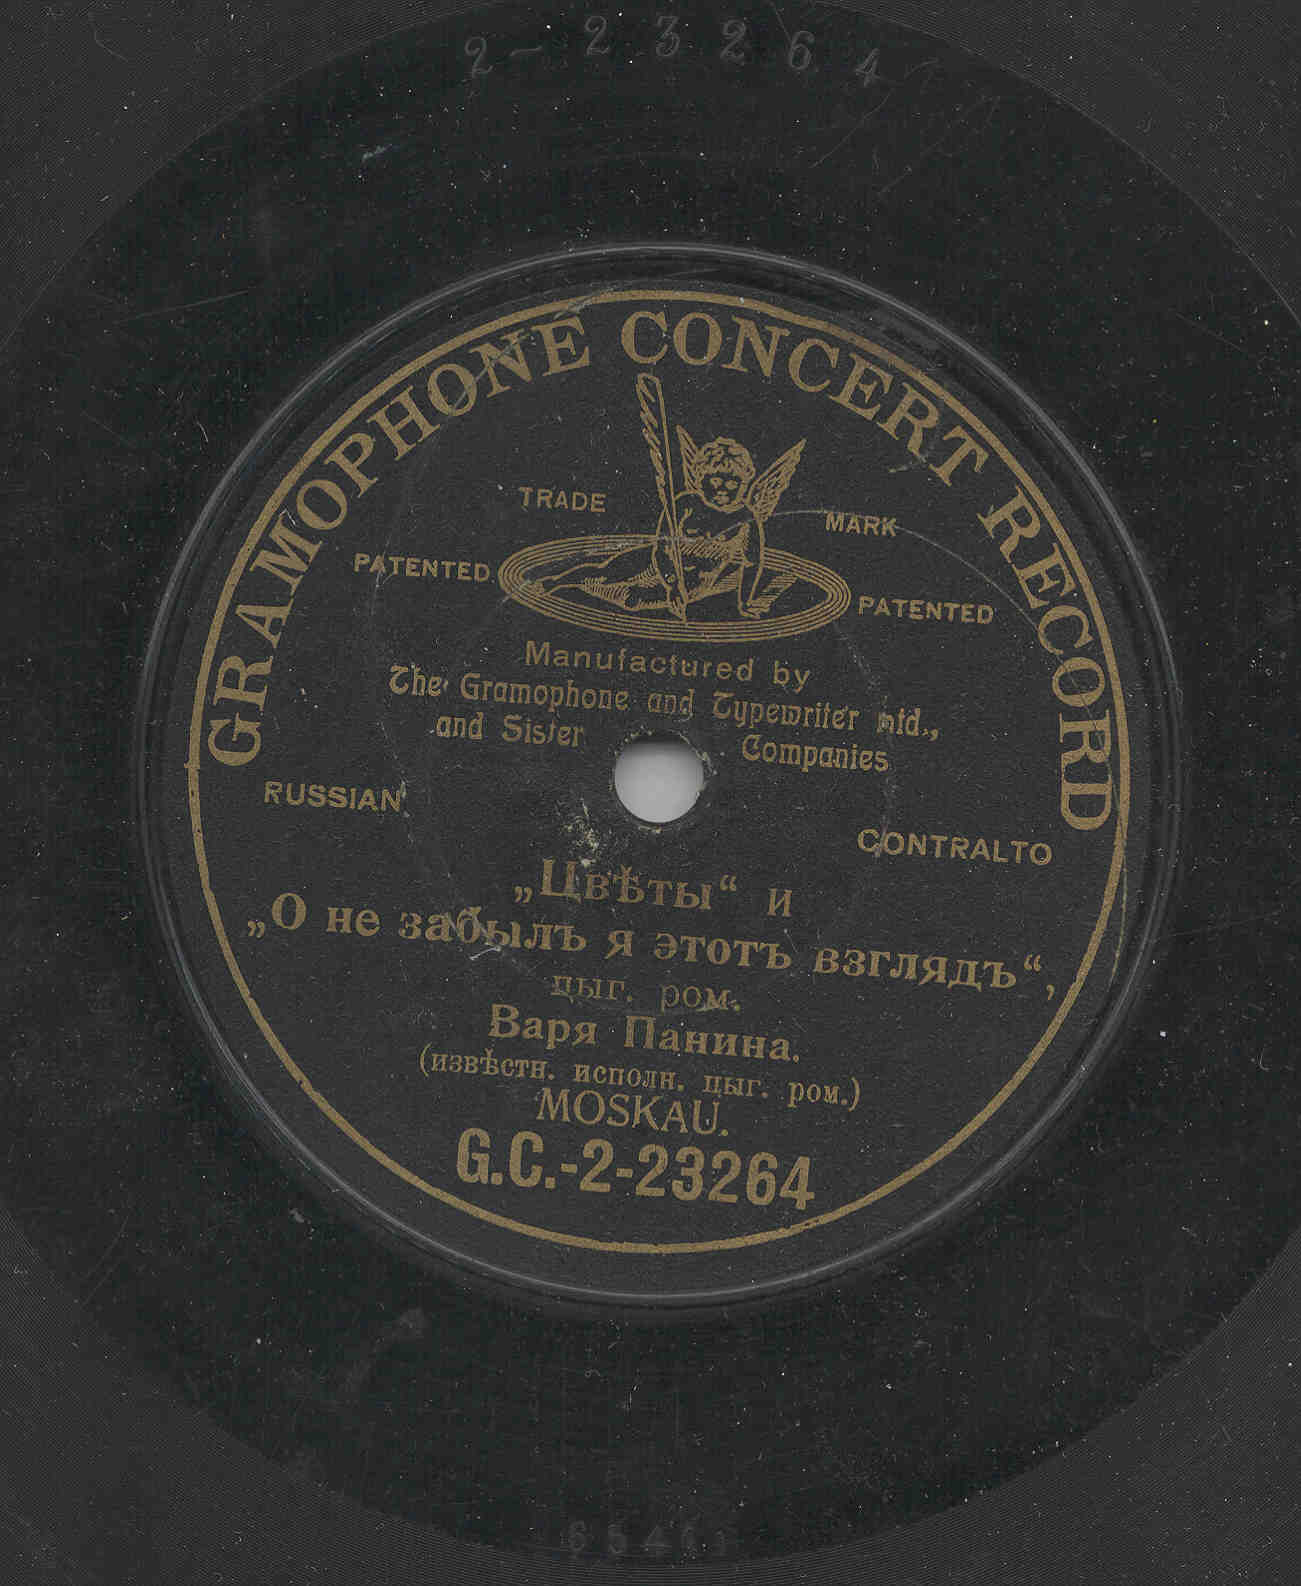 2-23264
GRAMOPHONE CONCERT RECORD
TRADE MARK
PATENTED PATENTED
Manufactured by
The Gramophone and Typewriter Ltd.,
and Sister Companies
RUSSIAN
CONTRALTO
„Цвѣты“ и
„О не забылъ я этотъ взглядъ“,
цыг. ром.
Варя Панина.
(извѣстн. исполн. цыг. ром.)
MOSKAU.
G.C.-2-23264